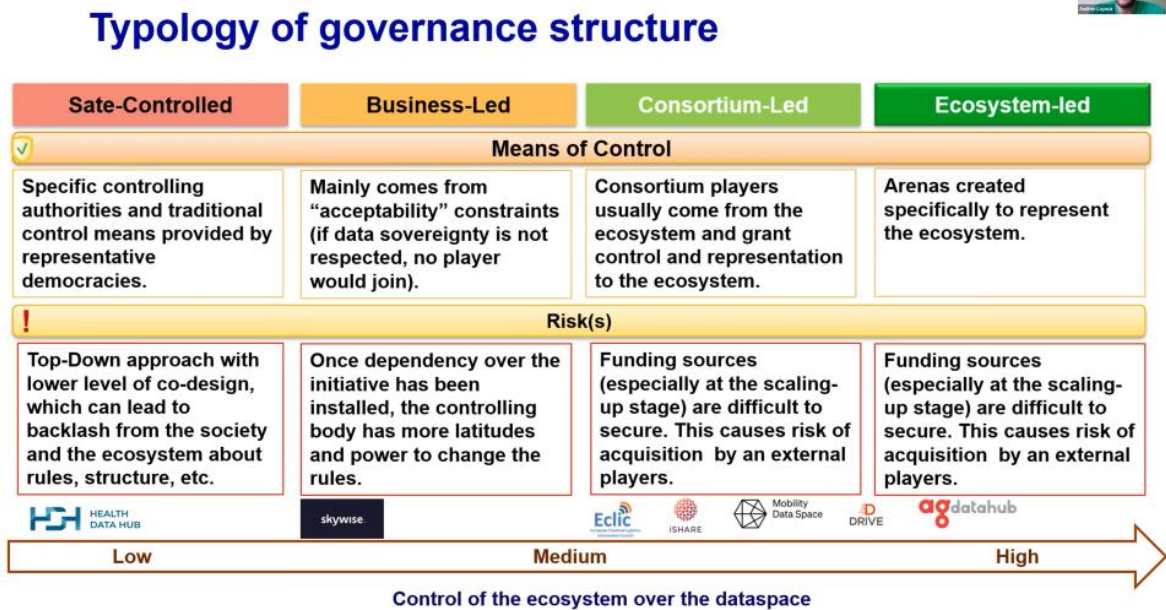 Typology of governance structure
Sate-Controlled
Business-Led
Consortium-Led
Ecosystem-led
Means of Control
Specific controlling
authorities and traditional
control means provided by
representative
democracies.
Mainly comes from
“acceptability” constraints
(if data sovereignty is not
respected, no player
would join).
Consortium players
usually come from the
ecosystem and grant
control and representation
to the ecosystem.
Arenas created
specifically to represent
the ecosystem.
!
Risk(s)
Top-Down approach with
lower level of co-design,
which can lead to
backlash from the society
and the ecosystem about
rules, structure, etc.
Once dependency over the
initiative has been
installed, the controlling
body has more latitudes
and power to change the
rules.
Funding sources
(especially at the scaling-
up stage) are difficult to
secure. This causes risk of
acquisition by an external
players.
Funding sources
(especially at the scaling-
up stage) are difficult to
secure. This causes risk of
acquisition by an external
players.
HDH HEALTH
DATA HUB
skywise.
Eclic
iSHARE
Mobility
Data Space
DRIVE
agdatahub
Low
Medium
High
Control of the ecosystem over the dataspace